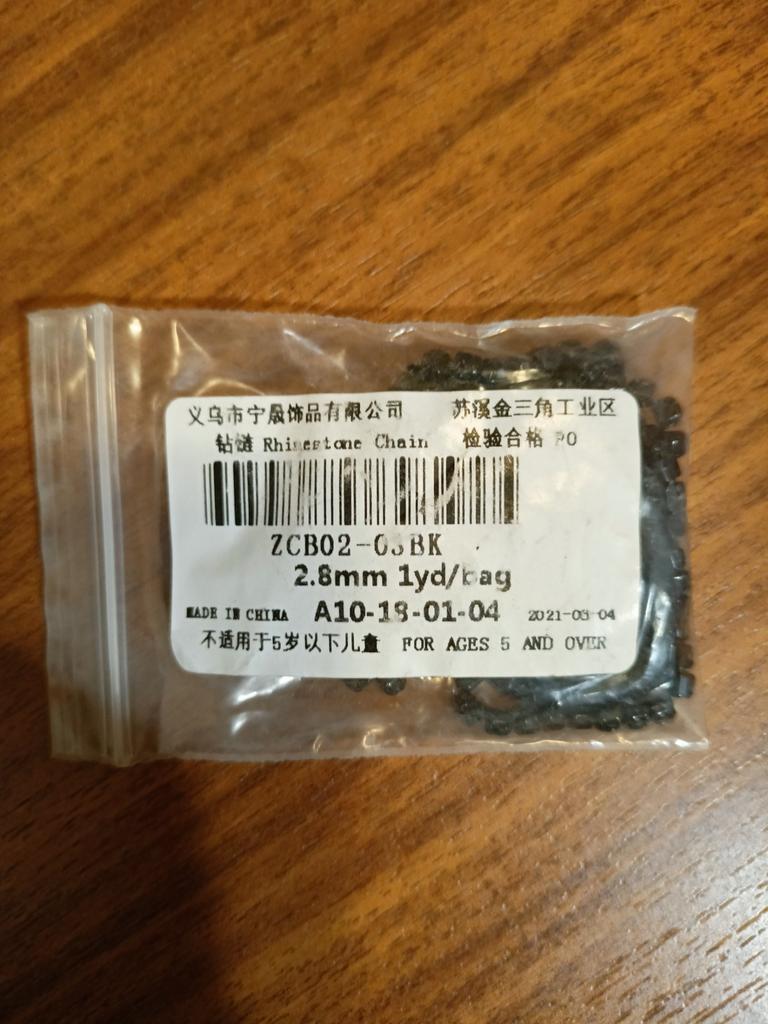 义乌市宁晟饰品有限公司 苏溪金三角工业区
钻链 Rhinestone Chain 检验合格 PO
ZCB02-03BK
2.8mm 1yd/bag
MADE IN CHINA A10-18-01-04 2021-03-04
不适用于5岁以下儿童 FOR AGES 5 AND OVER